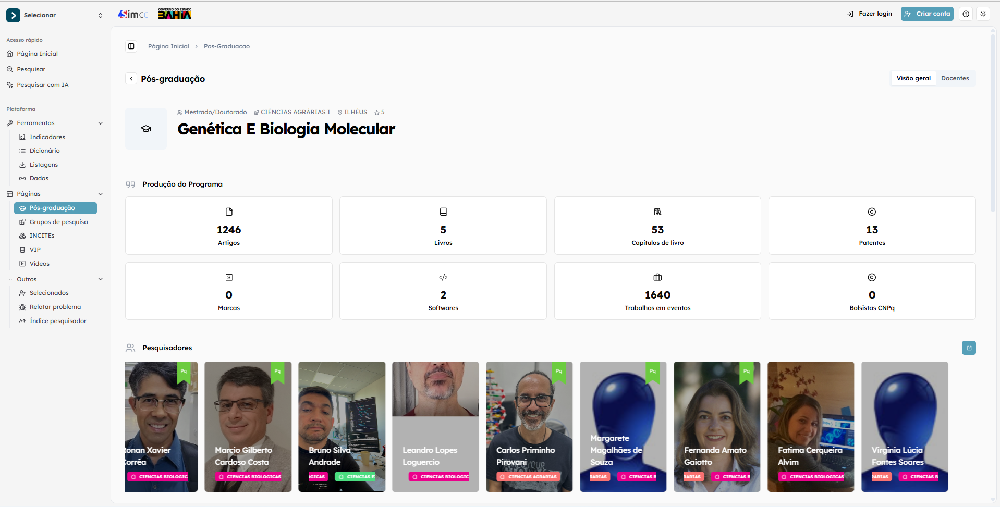 Selecionar
Simcc
GOVERNO DO ESTADO
BAHIA
Fazer login
Criar conta
Acesso rápido
Página Inicial
Pesquisar
Pesquisar com IA
Plataforma
Ferramentas
Indicadores
Dicionário
Listagens
Dados
Páginas
Pós-graduação
Grupos de pesquisa
INCITEs
VIP
Vídeos
Outros
Selecionados
Relatar problema
Índice pesquisador
Página Inicial > Pos-Graduacao
Pós-graduação
Visão geral
Docentes
Mestrado/Doutorado CIÊNCIAS AGRÁRIAS I ILHÉUS 5
Genética E Biologia Molecular
Produção do Programa
1246
Artigos
5
Livros
53
Capítulos de livro
13
Patentes
0
Marcas
2
Softwares
1640
Trabalhos em eventos
0
Bolsistas CNPq
Pesquisadores
Pq
Ronan Xavier
Corrêa
CIENCIAS BIOLOGIC
Pq
Marcio Gilberto
Cardoso Costa
CIENCIAS BIOLOGICAS
Bruno Silva
Andrade
OGICAS
CIENCIAS E
Leandro Lopes
Loguercio
CIENCIAS BIOLOGIC
Pq
Carlos Priminho
Pirovani
CIENCIAS AGRARIAS
Pq
Margarete
Magalhães de
Souza
RARIAS
CIENCIAS B
Pq
Fernanda Amato
Gaiotto
RARIAS
CIENCIAS B
Fatima Cerqueira
Alvim
CIENCIAS BIOLOGICAS
Virgínia Lúcia
Fontes Soares
RARIAS
CIENCIAS B